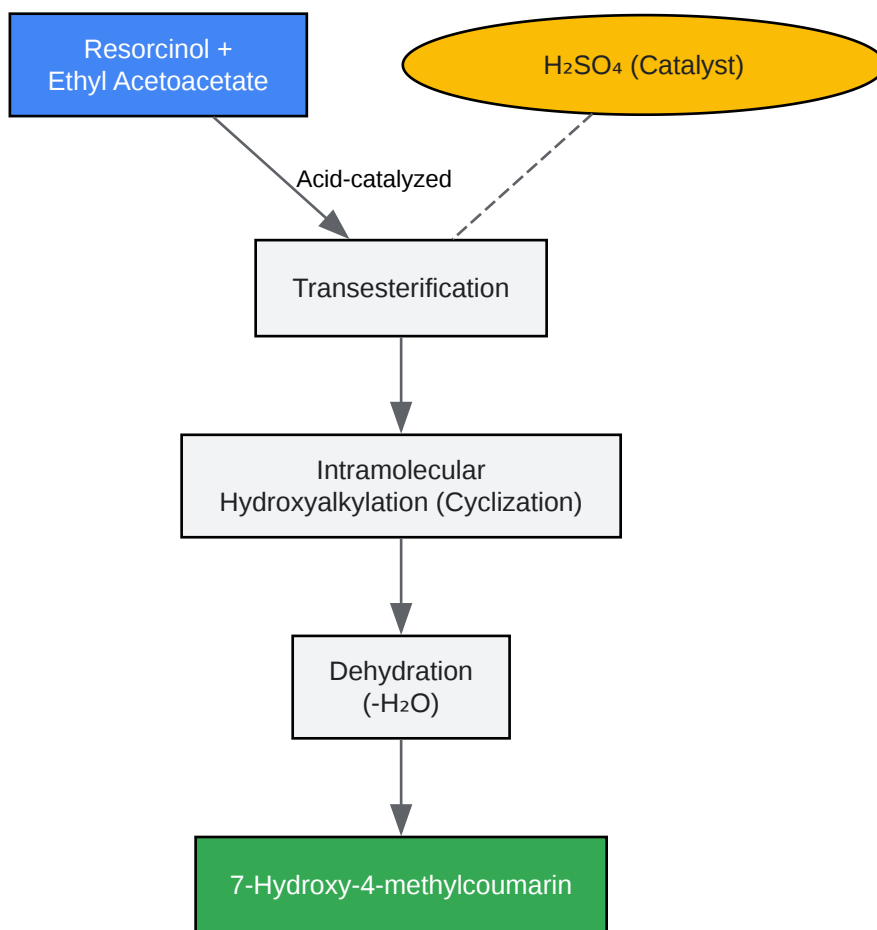 Resorcinol +
Ethyl Acetoacetate
H₂SO₄ (Catalyst)
Acid-catalyzed
Transesterification
Intramolecular
Hydroxyalkylation (Cyclization)
Dehydration
(-H₂O)
7-Hydroxy-4-methylcoumarin